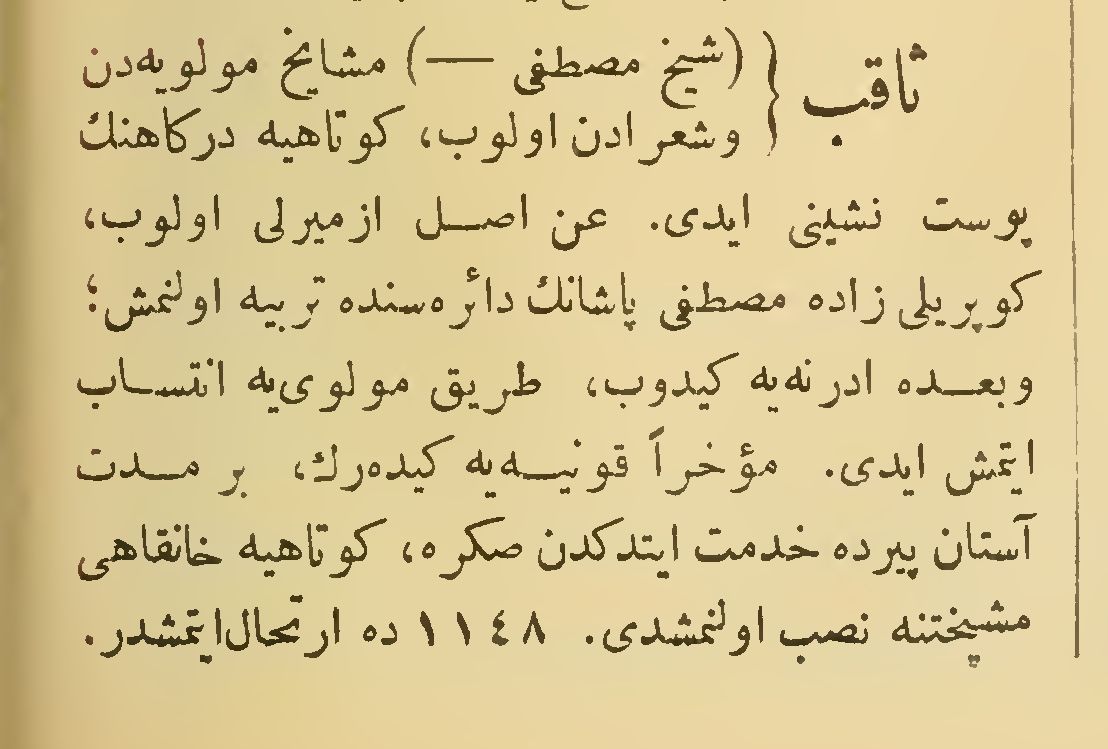 ثاقب { (شیخ مصطفی —) مشایخ مولویه‌دن
وشعرادن اولوب، کوتاهیه درکاهنك
پوست نشینی ایدی. عن اصل ازمیرلی اولوب،
کوپریلی زاده مصطفی پاشانك دائره‌سنده تربیه اولنمش؛
وبعده ادرنه‌یه کیدوب، طریق مولوی‌یه انتساب
ایتمش ایدی. مؤخراً قونیه‌یه کیده‌رك، بر مدت
آستان پیرده خدمت ایتدکدن صکره، کوتاهیه خانقاهی
مشیختنه نصب اولنمشدی. ١١٤٨ ده ارتحال ایتمشدر.